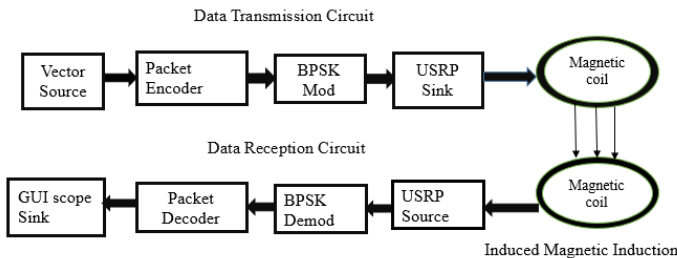 Data Transmission Circuit
Vector
Source
Packet
Encoder
BPSK
Mod
USRP
Sink
Magnetic
coil
Data Reception Circuit
GUI scope
Sink
Packet
Decoder
BPSK
Demod
USRP
Source
Magnetic
coil
Induced Magnetic Induction